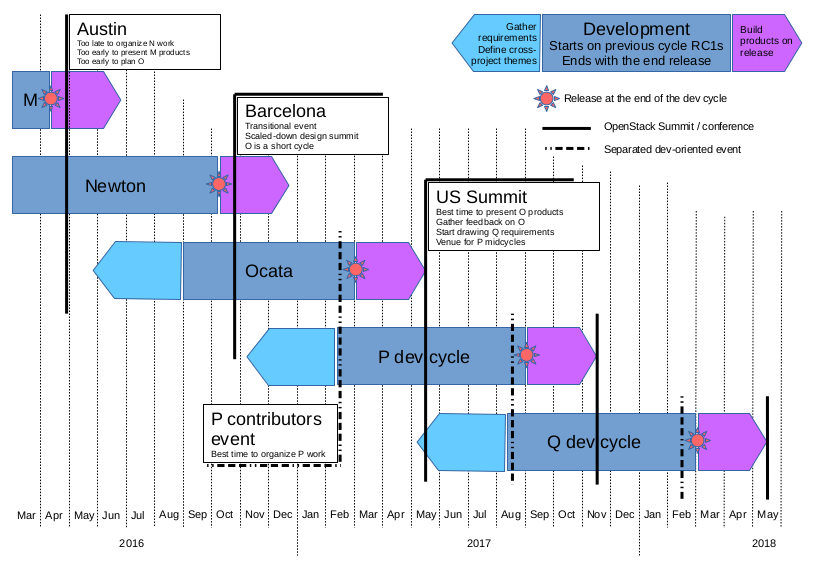 Austin
Too late to organize N work
Too early to present M products
Too early to plan O
Gather
requirements
Define cross-
project themes
Development
Starts on previous cycle RC1s
Ends with the end release
Build
products on
release
M
Release at the end of the dev cycle
Barcelona
Transitional event
Scaled-down design summit
O is a short cycle
OpenStack Summit / conference
Separated dev-oriented event
Newton
US Summit
Best time to present O products
Gather feedback on O
Start drawing Q requirements
Venue for P midcycles
Ocata
P dev cycle
P contributors
event
Best time to organize P work
Q dev cycle
Mar Apr May Jun Jul Aug Sep Oct Nov Dec Jan Feb Mar Apr May Jun Jul Aug Sep Oct Nov Dec Jan Feb Mar Apr May
2016 2017 2018